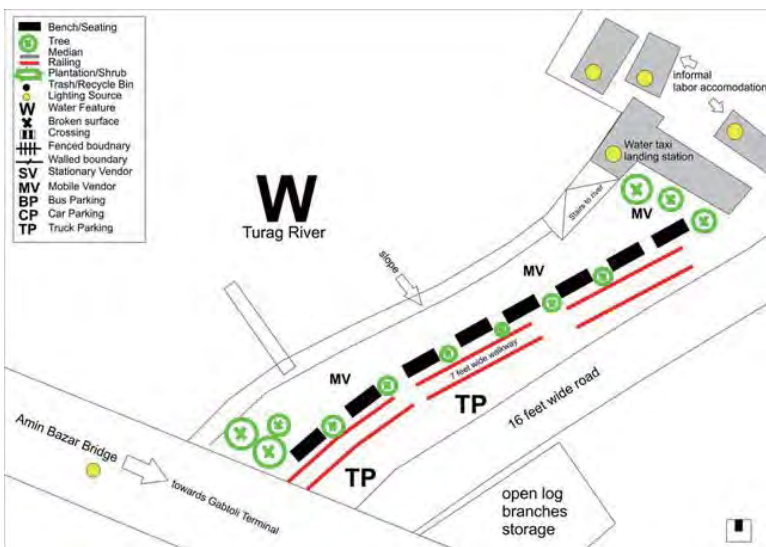 Bench/Seating
Tree
Median
Railing
Plantation/Shrub
Trash/Recycle Bin
Lighting Source
W Water Feature
Broken surface
Crossing
Fenced boudnary
Walled boundary
SV Stationary Vendor
MV Mobile Vendor
BP Bus Parking
CP Car Parking
TP Truck Parking
informal
labor accomodation
Water taxi
landing station
Stairs to river
W
Turag River
MV
slope
MV
MV
7 feet wide walkway
TP
16 feet wide road
Amin Bazar Bridge
TP
towards Gabtoli Terminal
open log
branches
storage